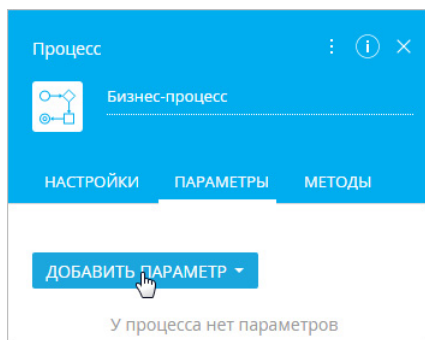 Процесс
Бизнес-процесс
НАСТРОЙКИ ПАРАМЕТРЫ МЕТОДЫ
ДОБАВИТЬ ПАРАМЕТР
У процесса нет параметров